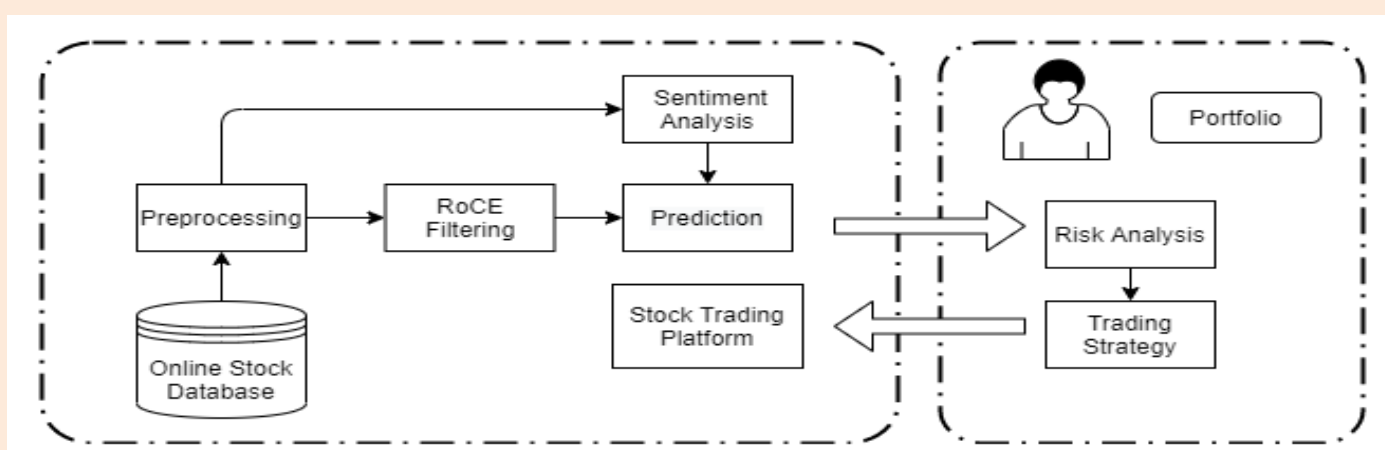 Sentiment
Analysis
Portfolio
Preprocessing
RoCE
Filtering
Prediction
Risk Analysis
Stock Trading
Platform
Trading
Strategy
Online Stock
Database